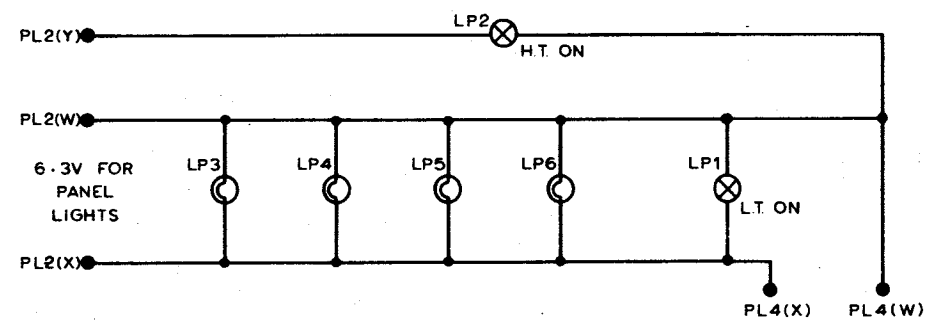 LP2
PL2(Y)
H.T. ON
PL2(W)
LP3
LP4
LP5
LP6
LP1
6·3V FOR
PANEL
LIGHTS
L.T. ON
PL2(X)
PL4(X)
PL4(W)